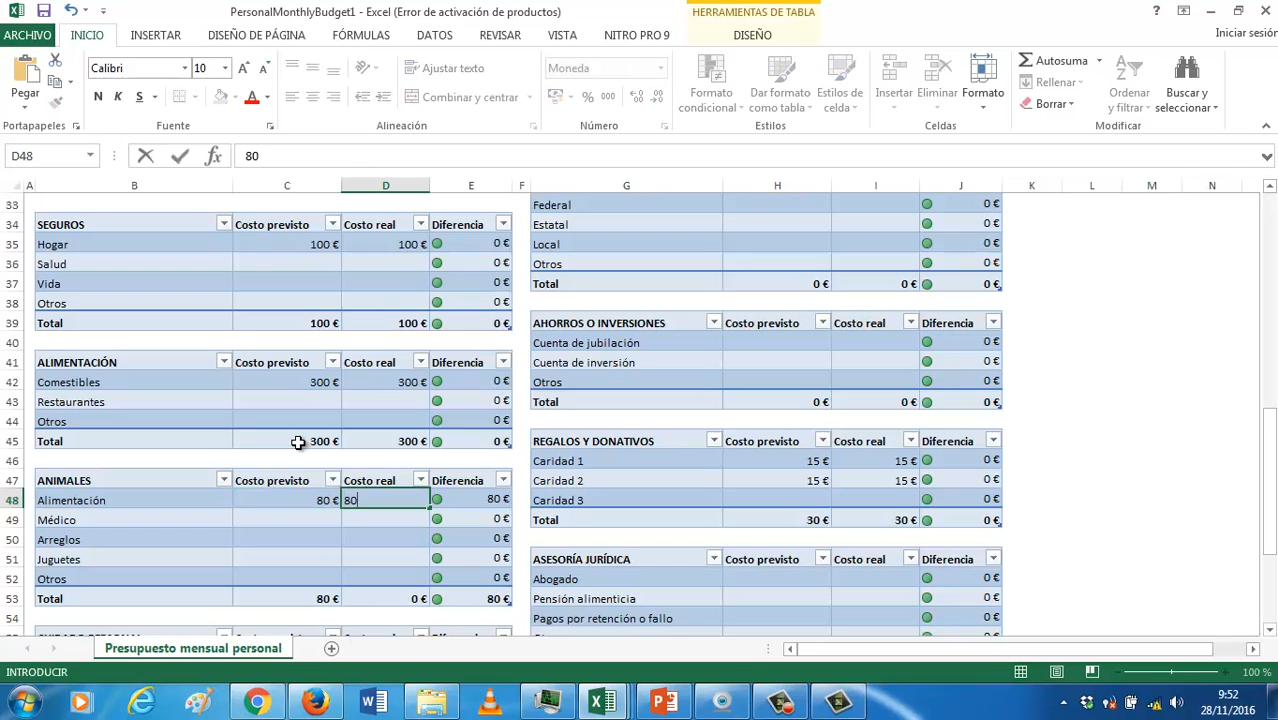 PersonalMonthlyBudget1 - Excel (Error de activación de productos)
HERRAMIENTAS DE TABLA
?
ARCHIVO INICIO INSERTAR DISEÑO DE PÁGINA FÓRMULAS DATOS REVISAR VISTA NITRO PRO 9 DISEÑO Iniciar sesión
Pegar
Calibri 10
N K S
Ajustar texto
Combinar y centrar
Moneda
% 000
Formato condicional
Dar formato como tabla
Estilos de celda
Insertar Eliminar Formato
Autosuma
Rellenar
Borrar
Ordenar y filtrar
Buscar y seleccionar
Portapapeles Fuente Alineación Número Estilos Celdas Modificar
D48 fx 80
A B C D E F G H I J K L M N
33 Federal 0 €
34 SEGUROS Costo previsto Costo real Diferencia Estatal 0 €
35 Hogar 100 € 100 € 0 € Local 0 €
36 Salud 0 € Otros 0 €
37 Vida 0 € Total 0 € 0 € 0 €
38 Otros 0 €
39 Total 100 € 100 € 0 € AHORROS O INVERSIONES Costo previsto Costo real Diferencia
40 Cuenta de jubilación 0 €
41 ALIMENTACIÓN Costo previsto Costo real Diferencia Cuenta de inversión 0 €
42 Comestibles 300 € 300 € 0 € Otros 0 €
43 Restaurantes 0 € Total 0 € 0 € 0 €
44 Otros 0 €
45 Total 300 € 300 € 0 € REGALOS Y DONATIVOS Costo previsto Costo real Diferencia
46 Caridad 1 15 € 15 € 0 €
47 ANIMALES Costo previsto Costo real Diferencia Caridad 2 15 € 15 € 0 €
48 Alimentación 80 € 80 80 € Caridad 3 0 €
49 Médico 0 € Total 30 € 30 € 0 €
50 Arreglos 0 €
51 Juguetes 0 € ASESORÍA JURÍDICA Costo previsto Costo real Diferencia
52 Otros 0 € Abogado 0 €
53 Total 80 € 0 € 80 € Pensión alimenticia 0 €
54 Pagos por retención o fallo 0 €
Presupuesto mensual personal
INTRODUCIR
100 %
9:52
28/11/2016